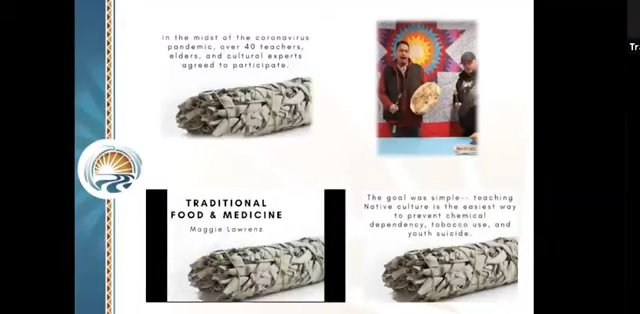 in the midst of the coronavirus
pandemic, over 40 teachers,
elders, and cultural experts
agreed to participate.
TRADITIONAL
FOOD & MEDICINE
Maggie Lawrenz
The goal was simple-- teaching
Native culture is the easiest way
to prevent chemical
dependency, tobacco use, and
youth suicide.
Tr